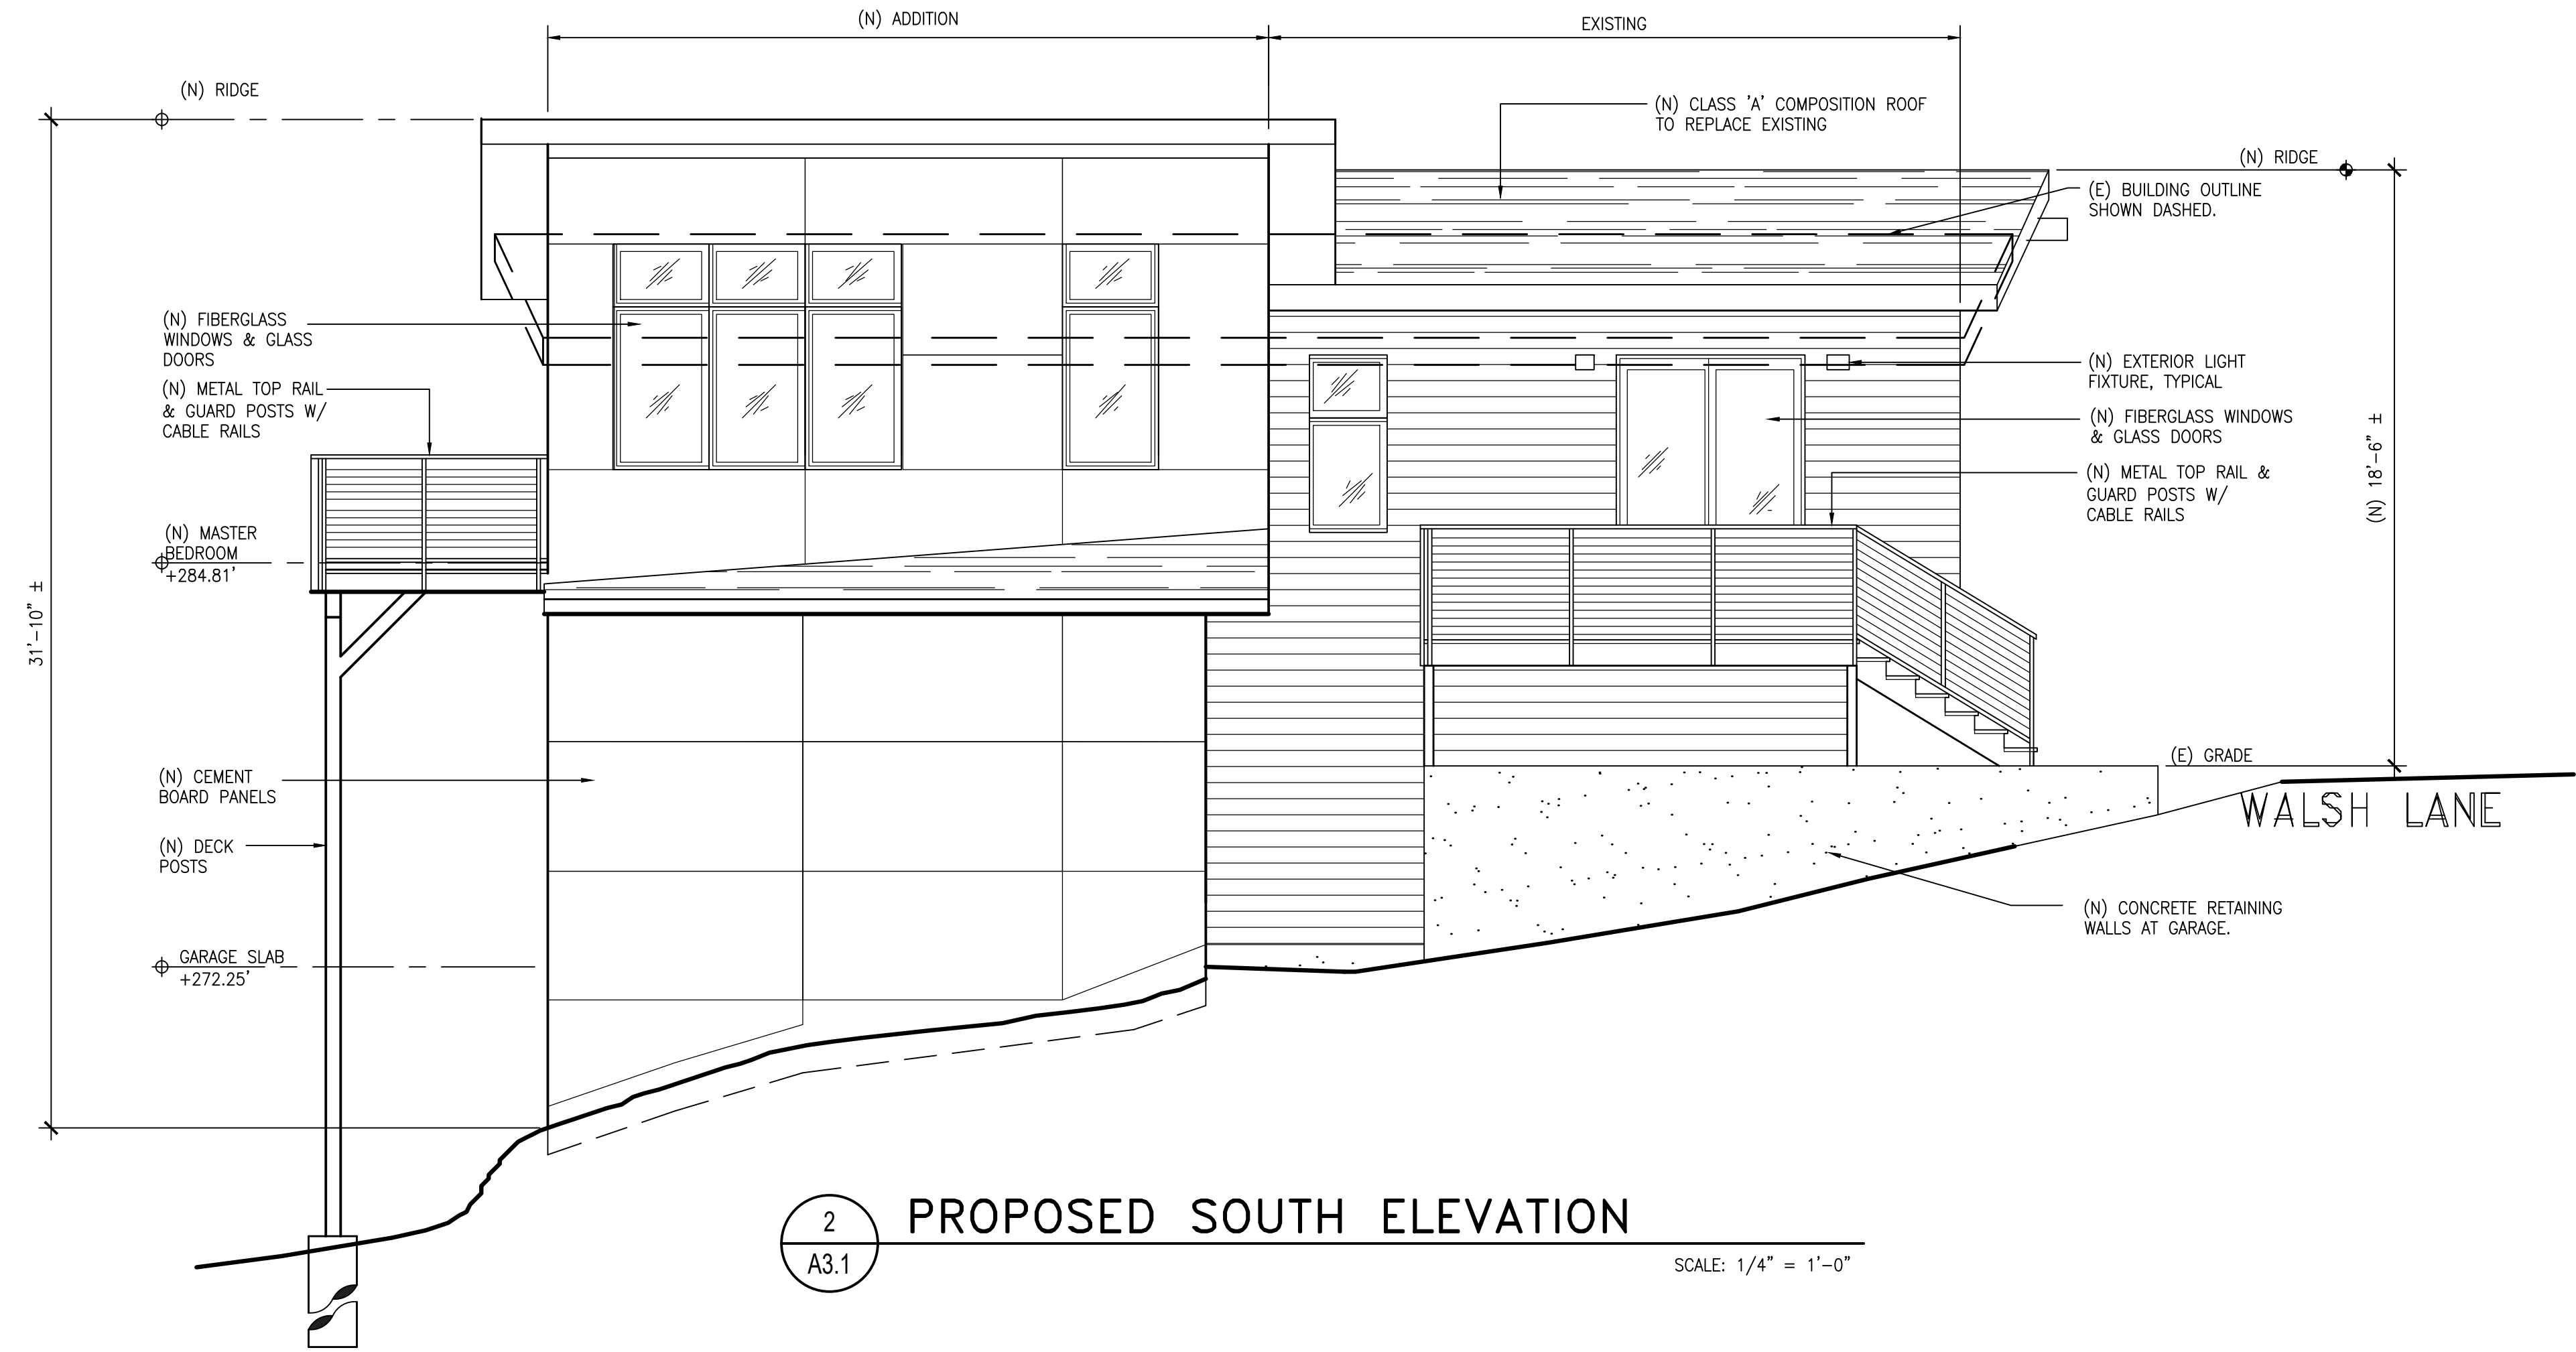 (N) ADDITION
EXISTING
(N) RIDGE
(N) CLASS 'A' COMPOSITION ROOF
TO REPLACE EXISTING
(N) RIDGE
(E) BUILDING OUTLINE
SHOWN DASHED.
(N) FIBERGLASS
WINDOWS & GLASS
DOORS
(N) METAL TOP RAIL
& GUARD POSTS W/
CABLE RAILS
(N) EXTERIOR LIGHT
FIXTURE, TYPICAL
(N) FIBERGLASS WINDOWS
& GLASS DOORS
(N) METAL TOP RAIL &
GUARD POSTS W/
CABLE RAILS
(N) 18'-6" ±
(N) MASTER
BEDROOM
+284.81'
31'-10" ±
(N) CEMENT
BOARD PANELS
(E) GRADE
WALSH LANE
(N) DECK
POSTS
(N) CONCRETE RETAINING
WALLS AT GARAGE.
GARAGE SLAB
+272.25'
2
A3.1
PROPOSED SOUTH ELEVATION
SCALE: 1/4" = 1'-0"